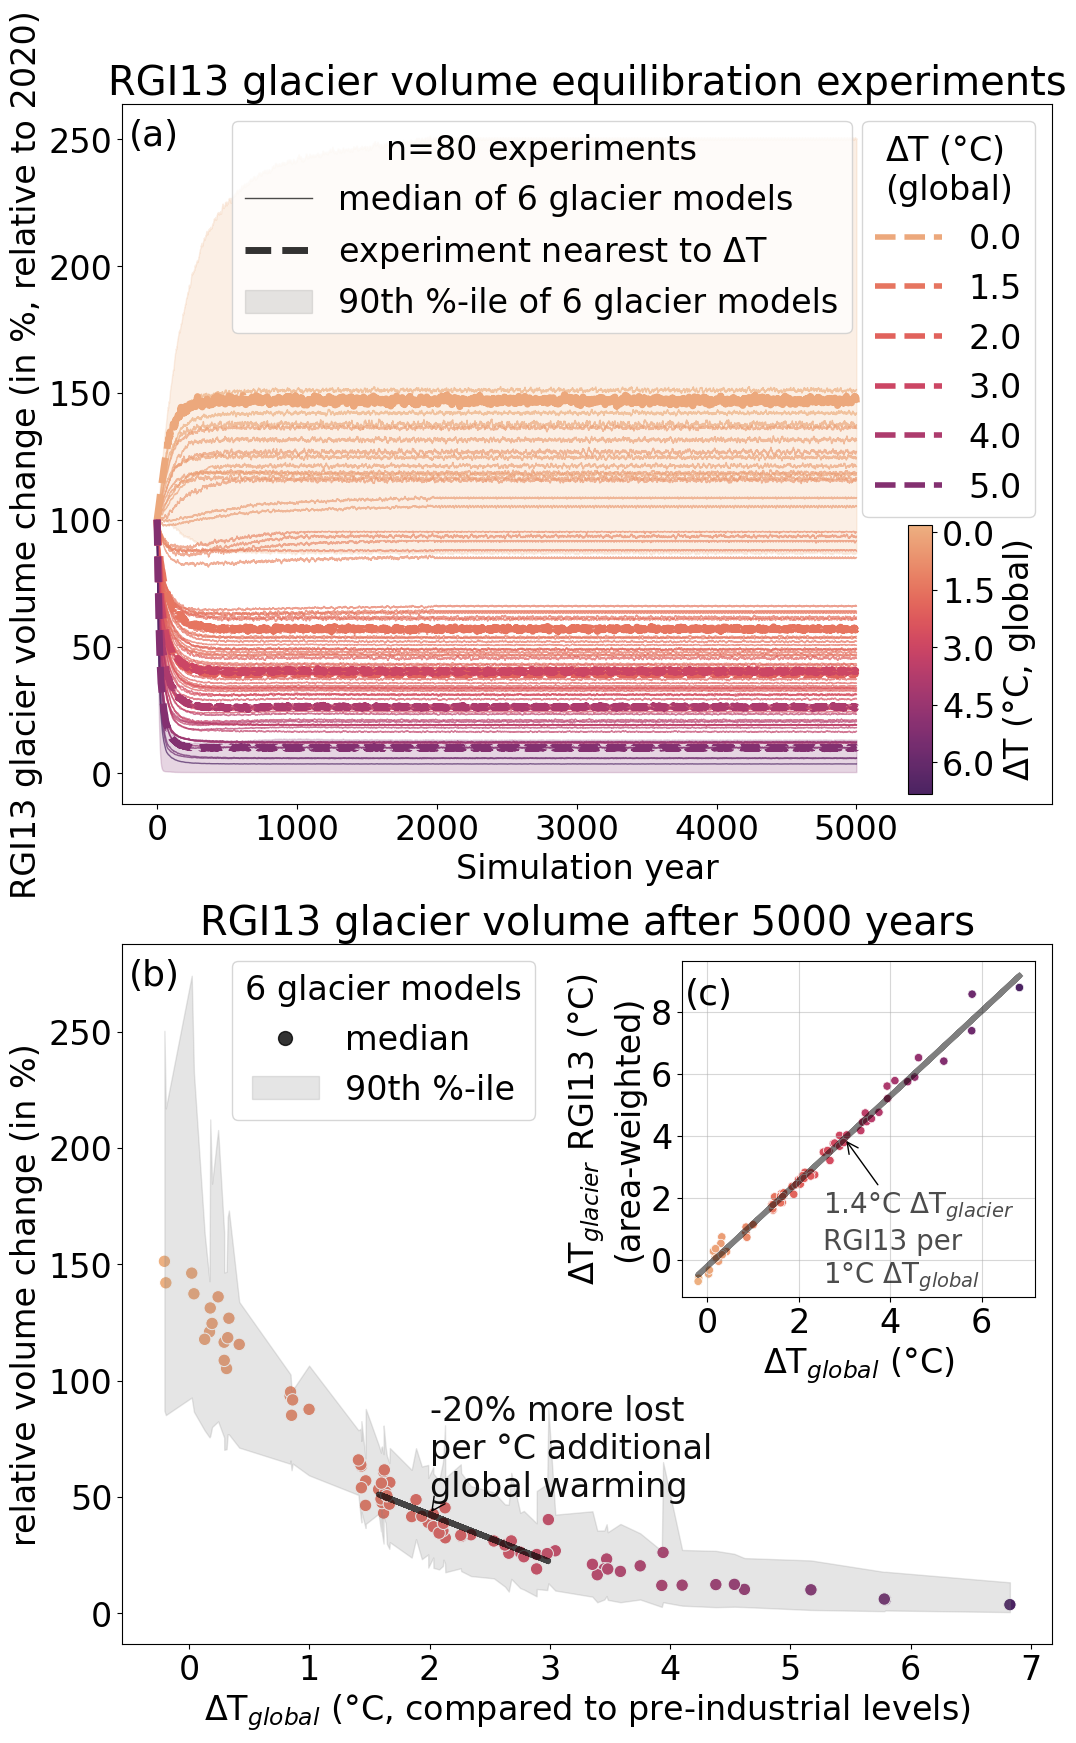 RGI13 glacier volume equilibration experiments
(a)
RGI13 glacier volume change (in %, relative to 2020)
250
200
150
100
50
0
n=80 experiments
median of 6 glacier models
experiment nearest to ΔT
90th %-ile of 6 glacier models
ΔT (°C)
(global)
0.0
1.5
2.0
3.0
4.0
5.0
0.0
1.5
3.0
4.5
6.0
ΔT (°C, global)
0 1000 2000 3000 4000 5000
Simulation year
RGI13 glacier volume after 5000 years
(b)
relative volume change (in %)
250
200
150
100
50
0
6 glacier models
median
90th %-ile
-20% more lost
per °C additional
global warming
0 1 2 3 4 5 6 7
ΔTglobal (°C, compared to pre-industrial levels)
(c)
ΔTglacier RGI13 (°C)
(area-weighted)
8
6
4
2
0
1.4°C ΔTglacier
RGI13 per
1°C ΔTglobal
0 2 4 6
ΔTglobal (°C)